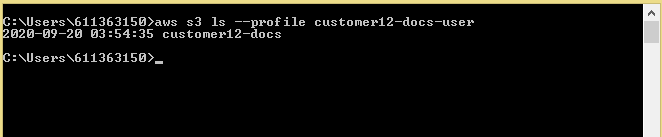 C:\Users\611363150>aws s3 ls --profile customer12-docs-user
2020-09-20 03:54:35 customer12-docs
C:\Users\611363150>_